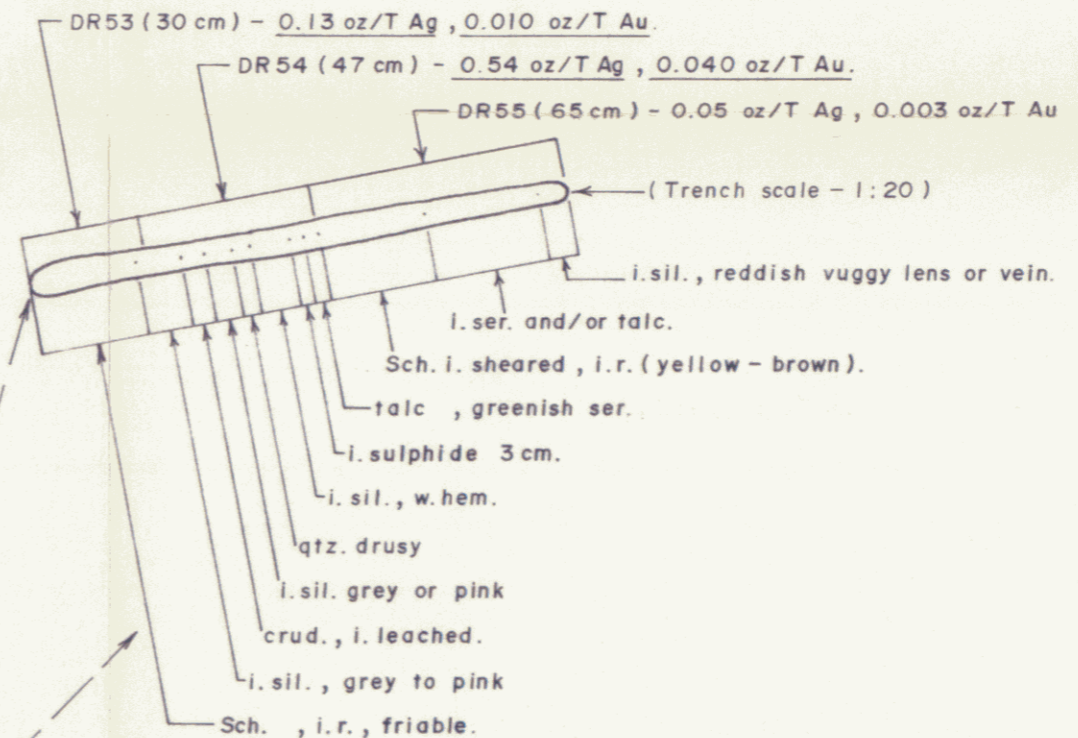 DR53 (30 cm) - 0.13 oz/T Ag , 0.010 oz/T Au.
DR54 (47 cm) - 0.54 oz/T Ag , 0.040 oz/T Au.
DR55 (65 cm) - 0.05 oz/T Ag , 0.003 oz/T Au
(Trench scale - 1:20)
i.sil., reddish vuggy lens or vein.
i.ser. and/or talc.
Sch. i. sheared , i.r. (yellow - brown).
talc , greenish ser.
i.sulphide 3 cm.
i.sil., w.hem.
qtz. drusy
i.sil. grey or pink
crud., i. leached.
i.sil., grey to pink
Sch. , i.r., friable.